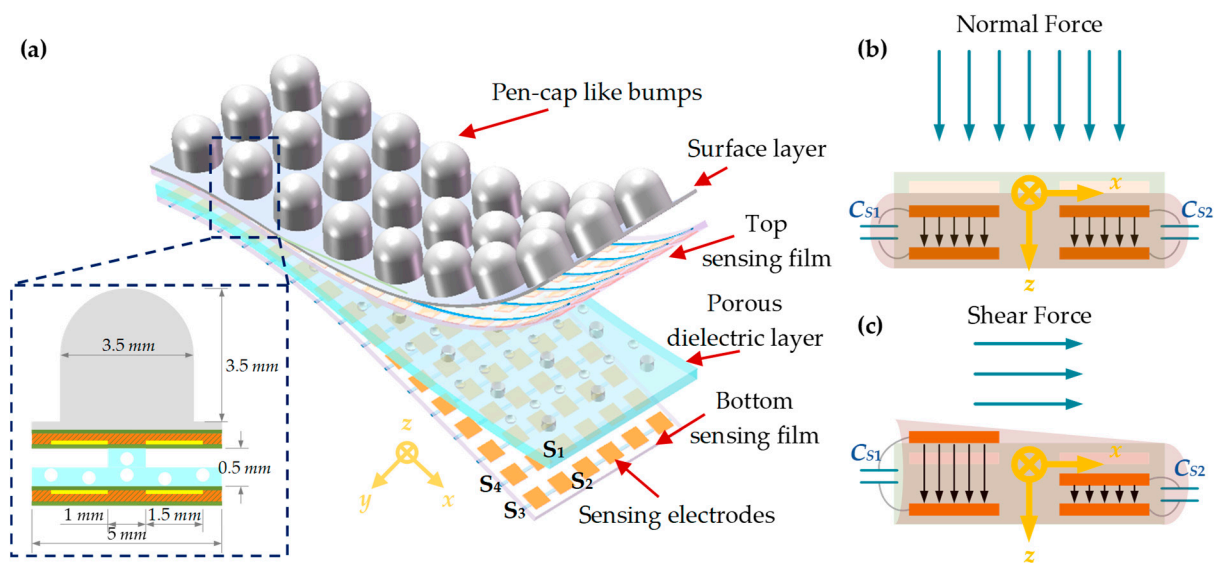 (a)
Pen-cap like bumps
Surface layer
Top
sensing film
Porous
dielectric layer
Bottom
sensing film
Sensing electrodes
S1
S2
S4
S3
z
y
x
3.5 mm
3.5 mm
0.5 mm
1 mm
1.5 mm
5 mm
(b)
Normal Force
CS1
x
CS2
z
(c)
Shear Force
CS1
x
CS2
z